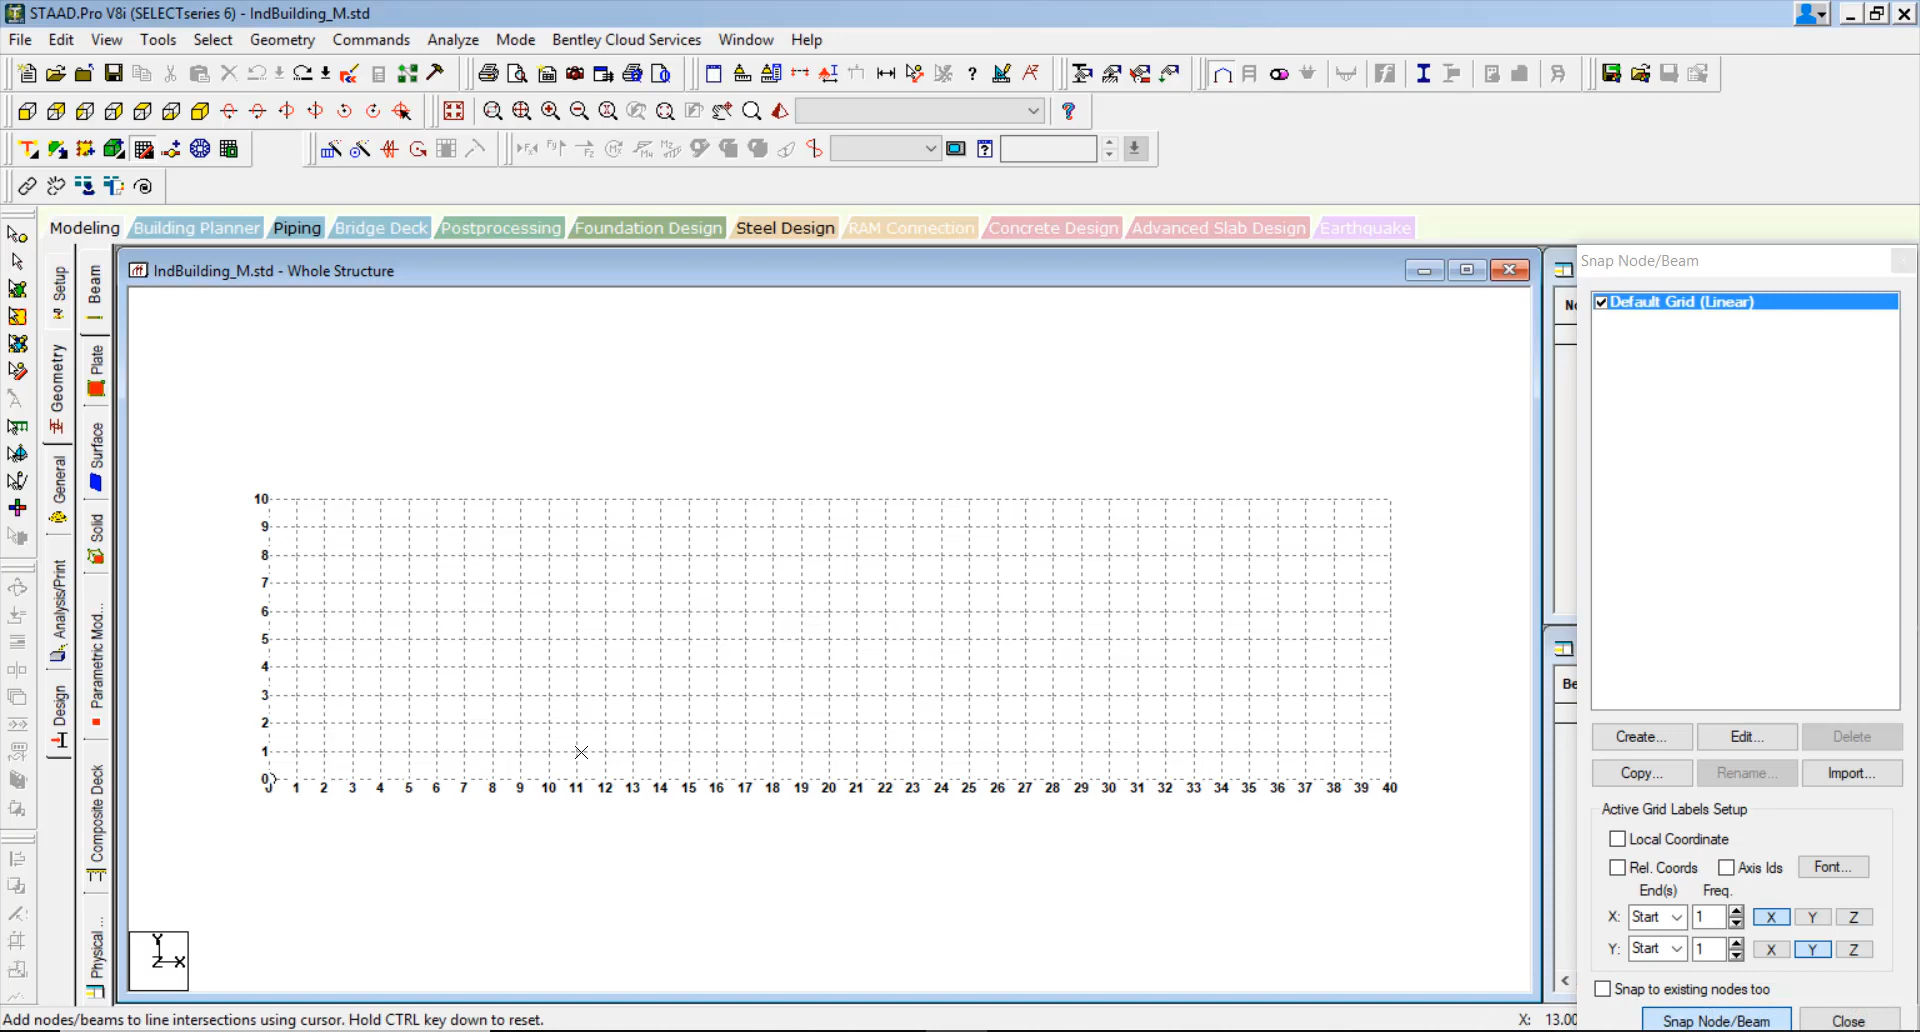 STAAD.Pro V8i (SELECTseries 6) - IndBuilding_M.std
File Edit View Tools Select Geometry Commands Analyze Mode Bentley Cloud Services Window Help
Modeling Building Planner Piping Bridge Deck Postprocessing Foundation Design Steel Design RAM Connection Concrete Design Advanced Slab Design Earthquake
Setup
Geometry
General
Analysis/Print
Design
Beam
Plate
Surface
Solid
Parametric Mod...
Composite Deck
Physical ...
IndBuilding_M.std - Whole Structure
10
9
8
7
6
5
4
3
2
1
0
1 2 3 4 5 6 7 8 9 10 11 12 13 14 15 16 17 18 19 20 21 22 23 24 25 26 27 28 29 30 31 32 33 34 35 36 37 38 39 40
Y
Z X
Be
Snap Node/Beam
Default Grid (Linear)
Create... Edit... Delete
Copy... Rename... Import...
Active Grid Labels Setup
Local Coordinate
Rel. Coords Axis Ids Font...
End(s) Freq.
X: Start 1 X Y Z
Y: Start 1 X Y Z
Snap to existing nodes too
Snap Node/Beam Close
Add nodes/beams to line intersections using cursor. Hold CTRL key down to reset.
X: 13.00